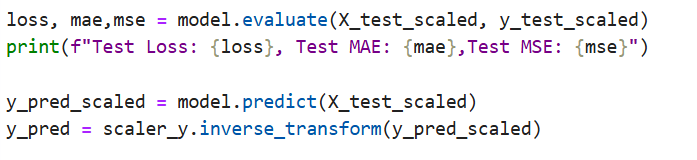 loss, mae,mse = model.evaluate(X_test_scaled, y_test_scaled)
print(f"Test Loss: {loss}, Test MAE: {mae},Test MSE: {mse}")
y_pred_scaled = model.predict(X_test_scaled)
y_pred = scaler_y.inverse_transform(y_pred_scaled)